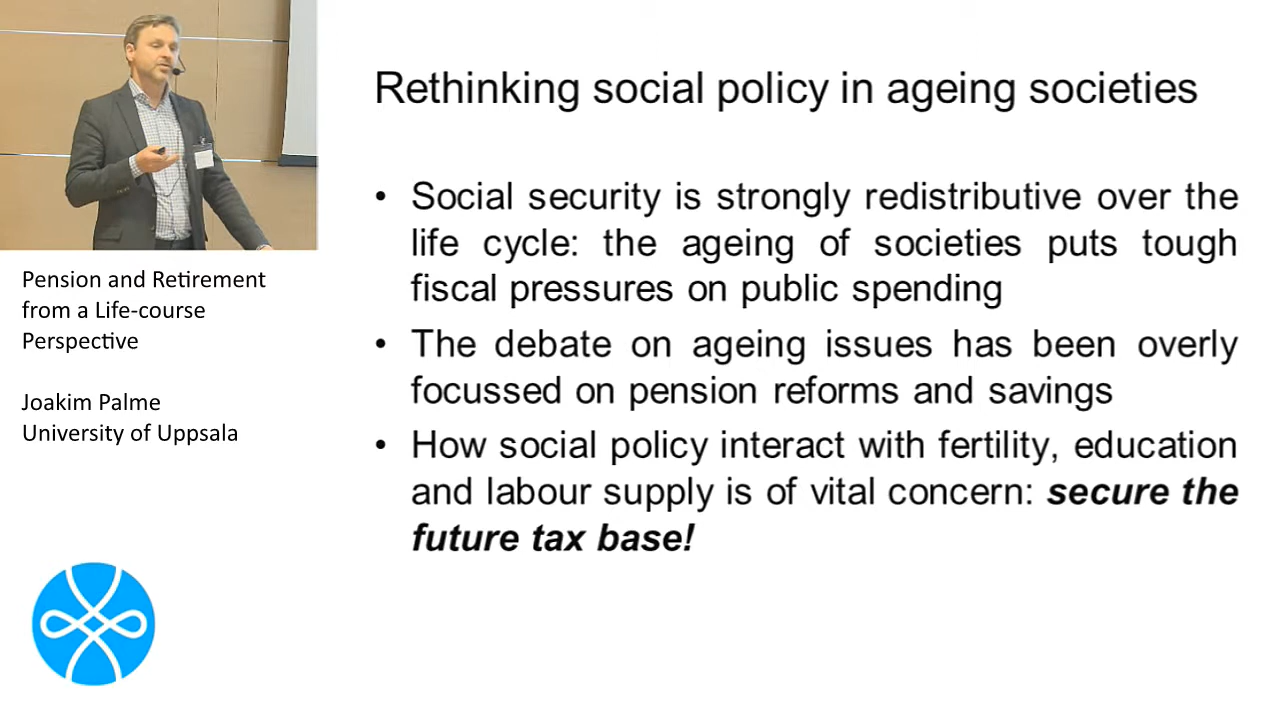 Rethinking social policy in ageing societies
• Social security is strongly redistributive over the
life cycle: the ageing of societies puts tough
fiscal pressures on public spending
• The debate on ageing issues has been overly
focussed on pension reforms and savings
• How social policy interact with fertility, education
and labour supply is of vital concern: secure the
future tax base!
Pension and Retirement
from a Life-course
Perspective
Joakim Palme
University of Uppsala